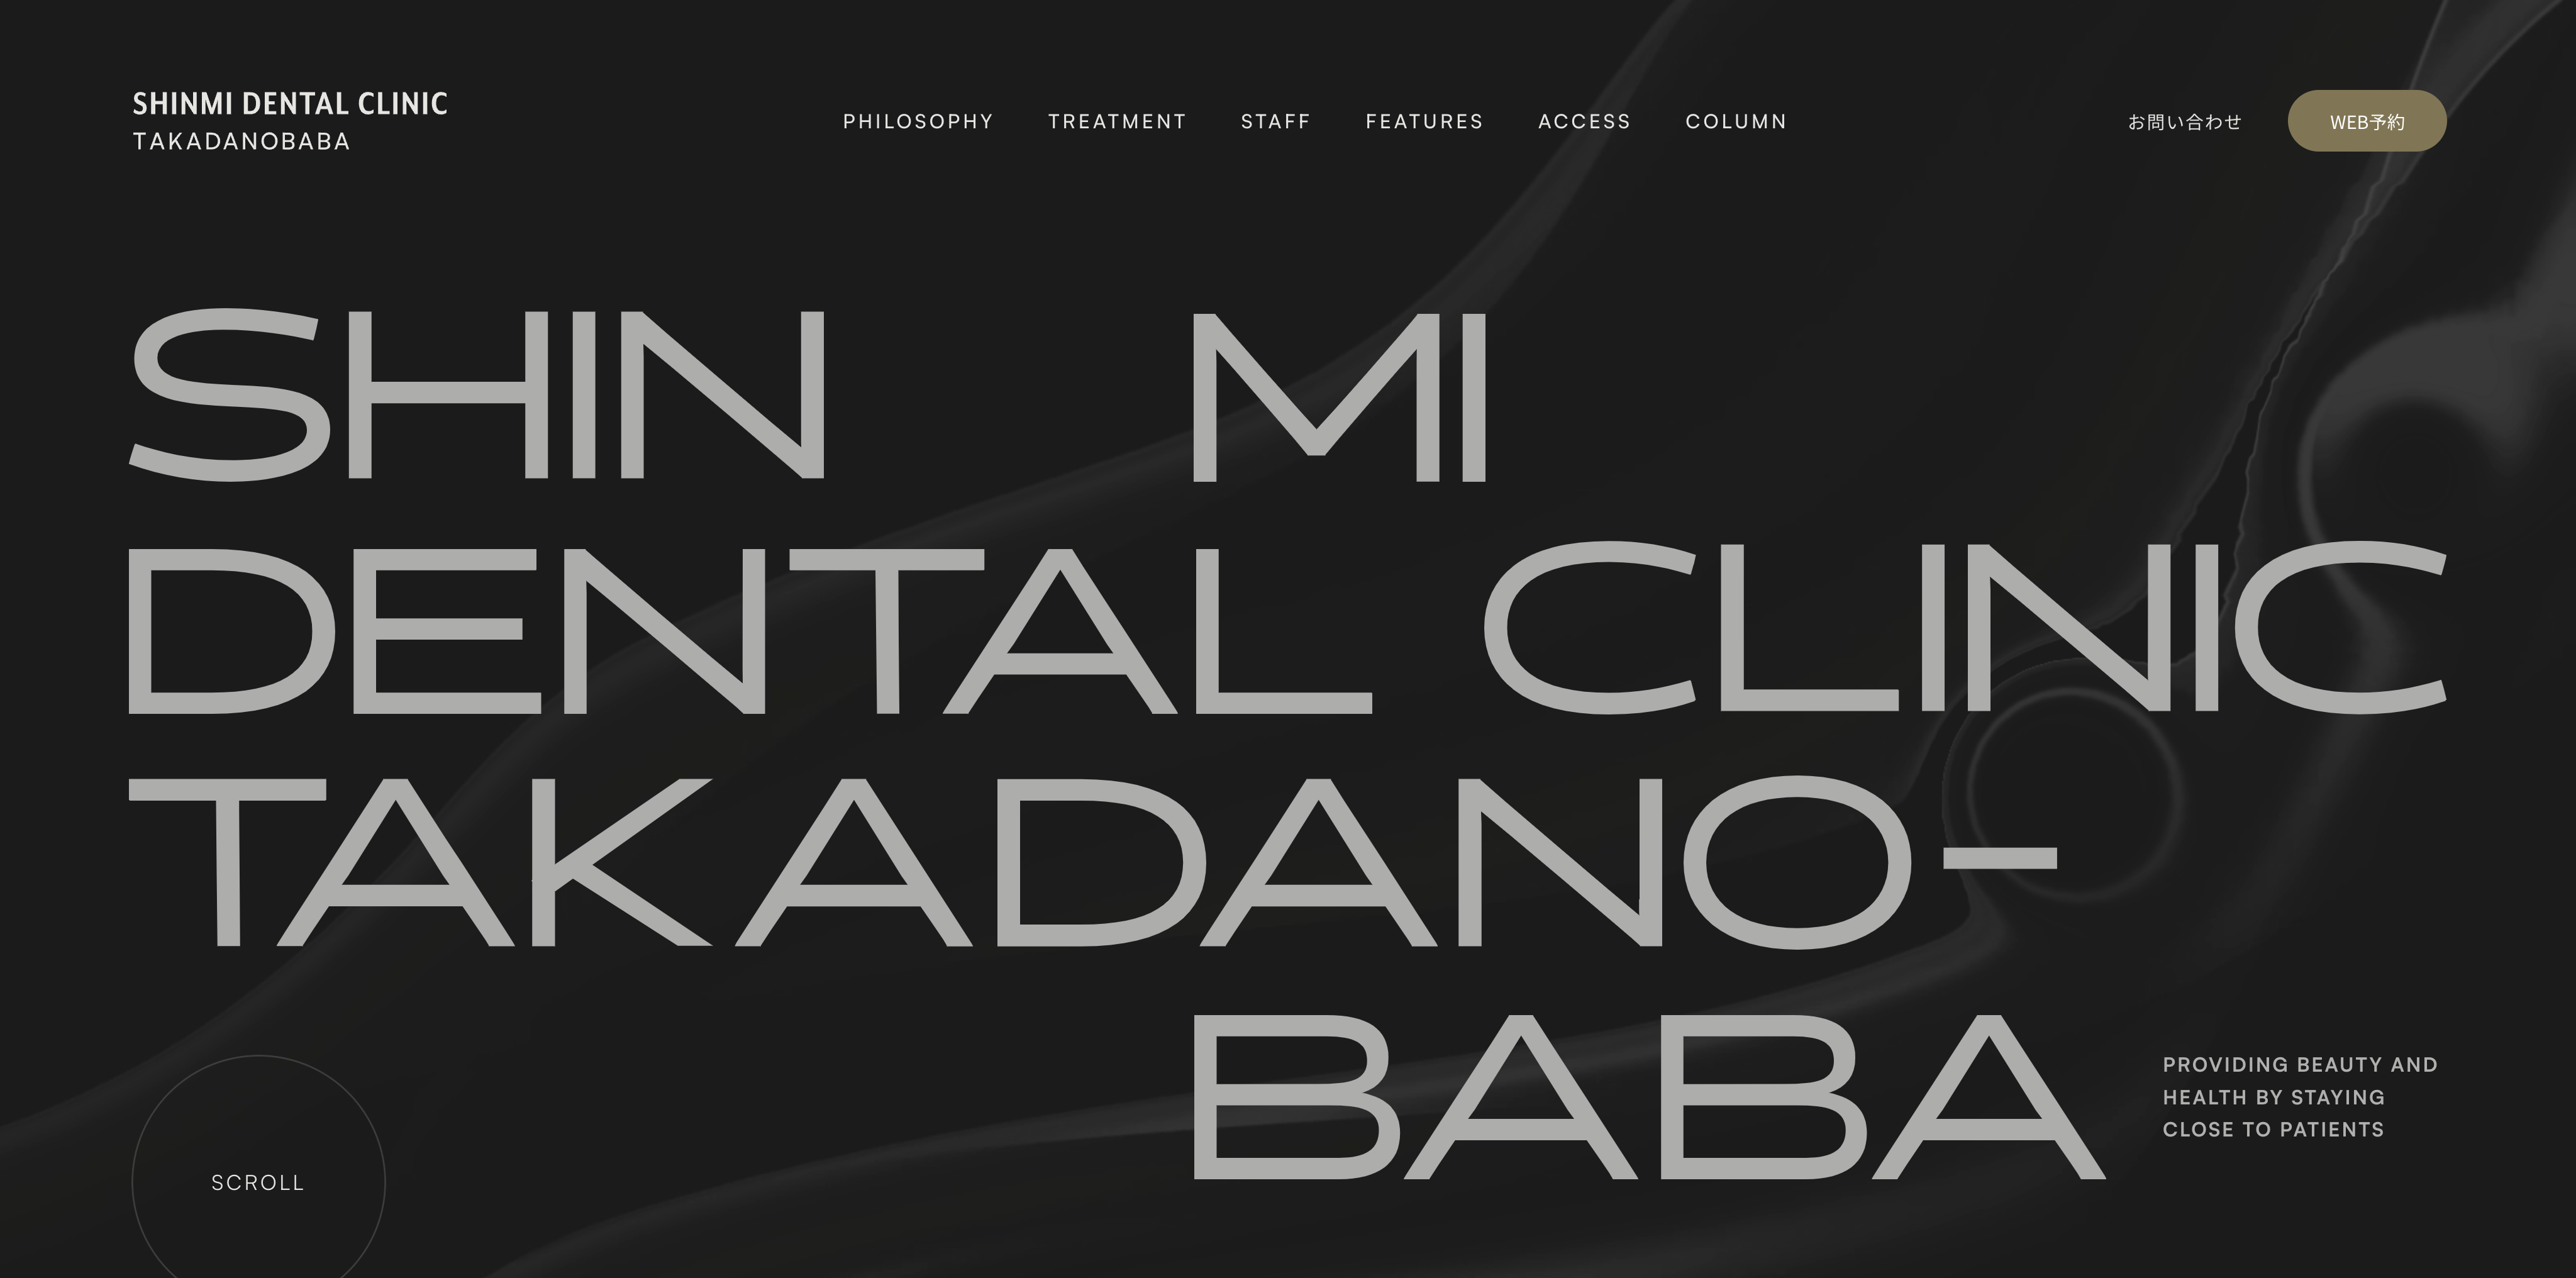 SHINMI DENTAL CLINIC
TAKADANOBABA
PHILOSOPHY TREATMENT STAFF FEATURES ACCESS COLUMN
お問い合わせ WEB予約
SHIN MI
DENTAL CLINIC
TAKADANO-
BABA
PROVIDING BEAUTY AND
HEALTH BY STAYING
CLOSE TO PATIENTS
SCROLL